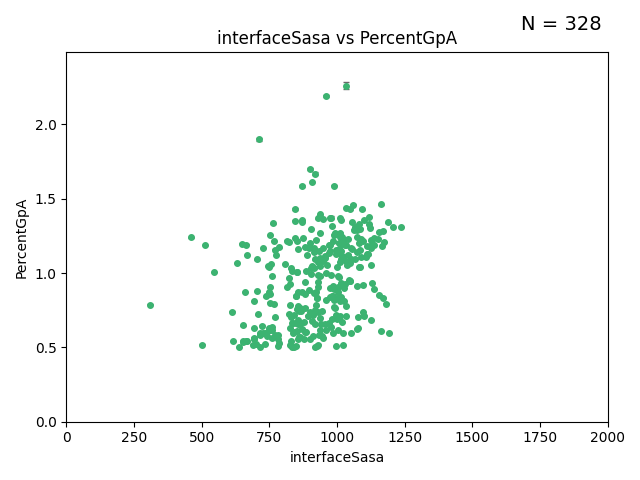 N = 328
interfaceSasa vs PercentGpA
PercentGpA
2.0
1.5
1.0
0.5
0.0
0 250 500 750 1000 1250 1500 1750 2000
interfaceSasa